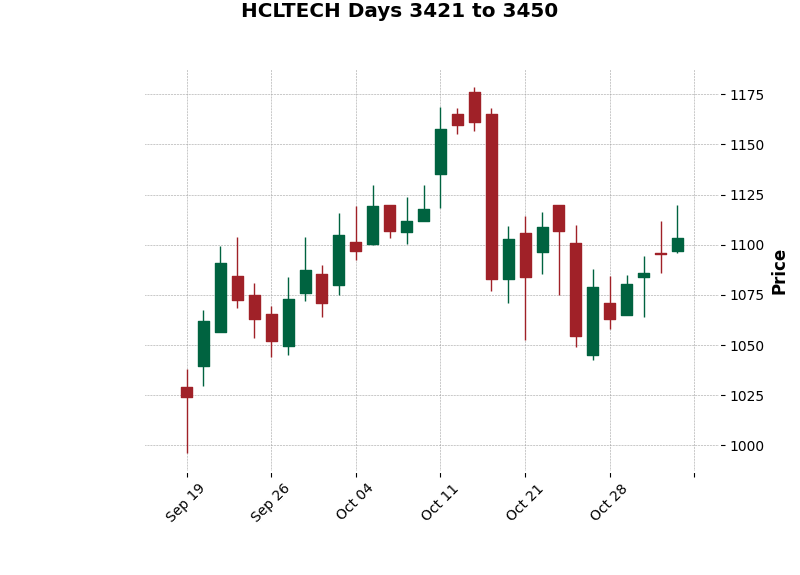 HCLTECH Days 3421 to 3450
1175
1150
1125
1100
1075
1050
1025
1000
Price
Sep 19
Sep 26
Oct 04
Oct 11
Oct 21
Oct 28